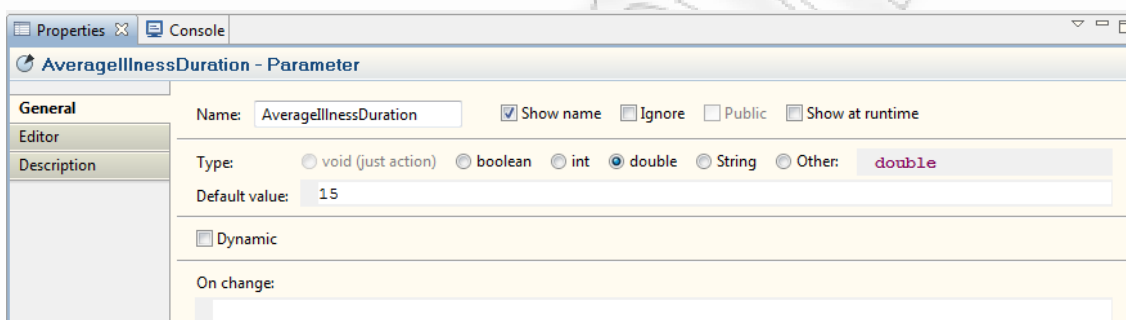 Properties Console
AverageIllnessDuration - Parameter
General
Editor
Description
Name: AverageIllnessDuration Show name Ignore Public Show at runtime
Type: void (just action) boolean int double String Other: double
Default value: 15
Dynamic
On change: